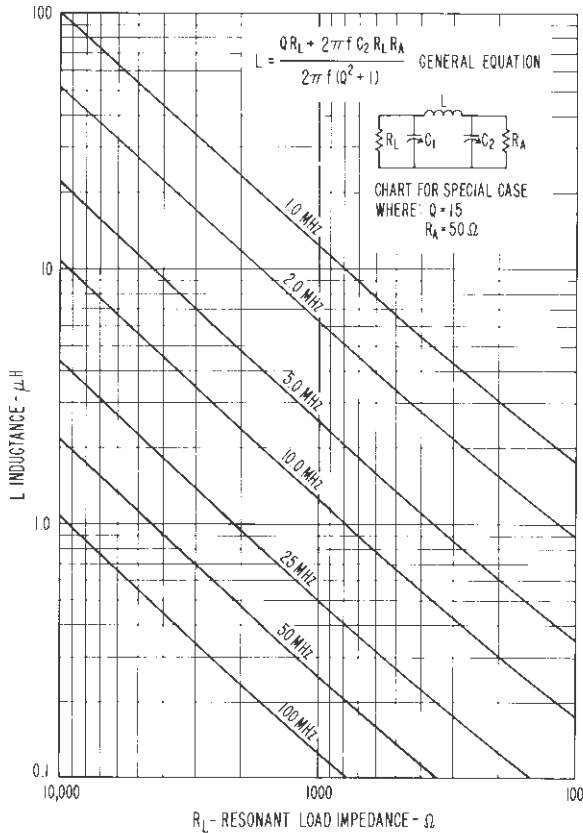 100
L = QR_L + 2πf C_2 R_L R_A / 2πf (Q² + 1)
GENERAL EQUATION
L
R_L
C_1
C_2
R_A
CHART FOR SPECIAL CASE
WHERE: Q = 15
R_A = 50 Ω
1.0 MHZ
10
2.0 MHZ
5.0 MHZ
L INDUCTANCE - μH
10.0 MHZ
1.0
25 MHZ
50 MHZ
100 MHZ
0.1
10,000
1000
100
R_L - RESONANT LOAD IMPEDANCE - Ω